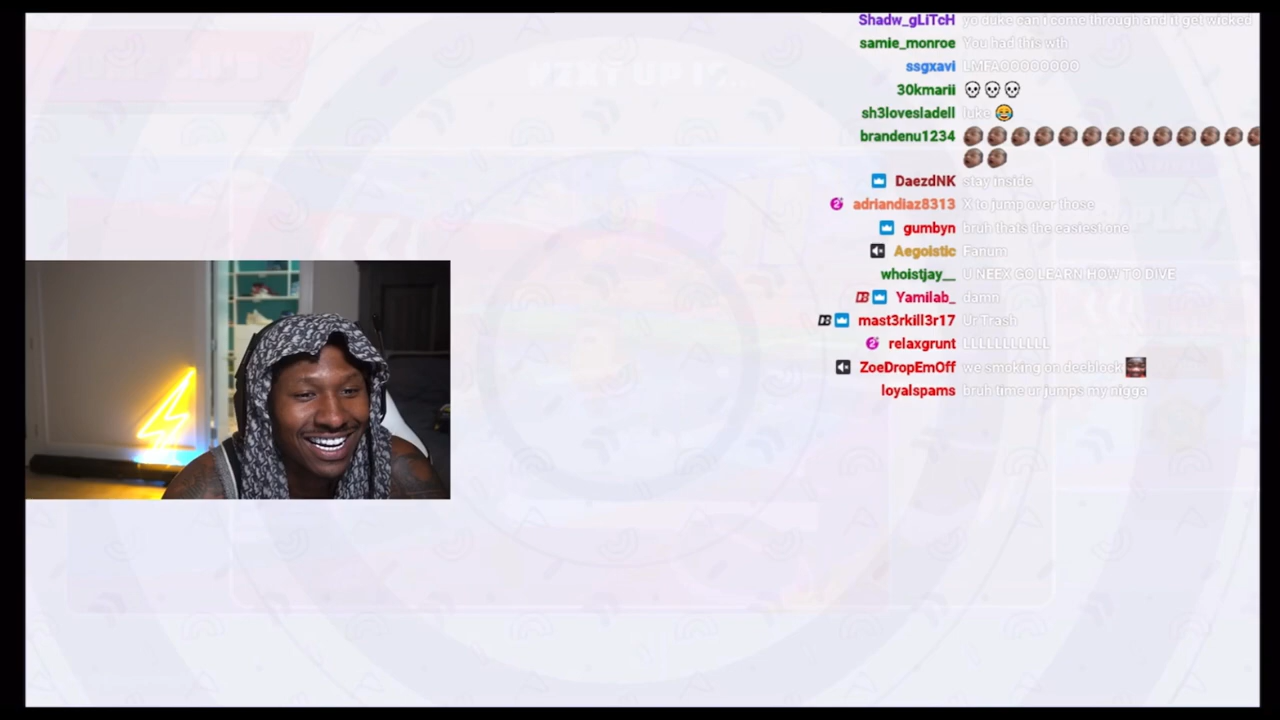 Shadw_gLiTcH yo duke can i come through and it get wicked
samie_monroe You had this wth
ssgxavi LMFAOOOOOOOO
30kmarii 💀 💀 💀
sh3lovesladell luke 😂
brandenu1234
DaezdNK stay inside
adriandiaz8313 X to jump over those
gumbyn bruh thats the easiest one
Aegoistic Fanum
whoistjay__ U NEEX GO LEARN HOW TO DIVE
DB Yamilab_ damn
DB mast3rkill3r17 Ur Trash
relaxgrunt LLLLLLLLLLL
ZoeDropEmOff we smoking on deeblock
loyalspams bruh time ur jumps my nigga